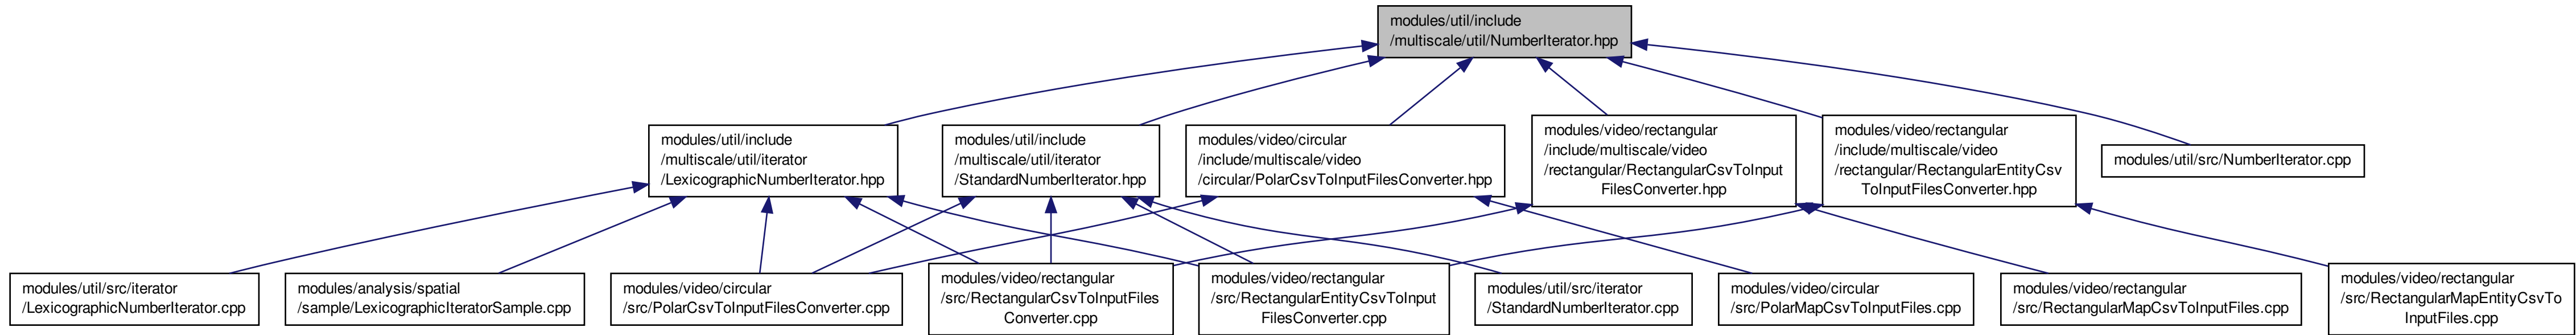 modules/util/include
/multiscale/util/NumberIterator.hpp
modules/util/include
/multiscale/util/iterator
/LexicographicNumberIterator.hpp
modules/util/include
/multiscale/util/iterator
/StandardNumberIterator.hpp
modules/video/circular
/include/multiscale/video
/circular/PolarCsvToInputFilesConverter.hpp
modules/video/rectangular
/include/multiscale/video
/rectangular/RectangularCsvToInput
FilesConverter.hpp
modules/video/rectangular
/include/multiscale/video
/rectangular/RectangularEntityCsv
ToInputFilesConverter.hpp
modules/util/src/NumberIterator.cpp
modules/util/src/iterator
/LexicographicNumberIterator.cpp
modules/analysis/spatial
/sample/LexicographicIteratorSample.cpp
modules/video/circular
/src/PolarCsvToInputFilesConverter.cpp
modules/video/rectangular
/src/RectangularCsvToInputFiles
Converter.cpp
modules/video/rectangular
/src/RectangularEntityCsvToInput
FilesConverter.cpp
modules/util/src/iterator
/StandardNumberIterator.cpp
modules/video/circular
/src/PolarMapCsvToInputFiles.cpp
modules/video/rectangular
/src/RectangularMapCsvToInputFiles.cpp
modules/video/rectangular
/src/RectangularMapEntityCsvTo
InputFiles.cpp